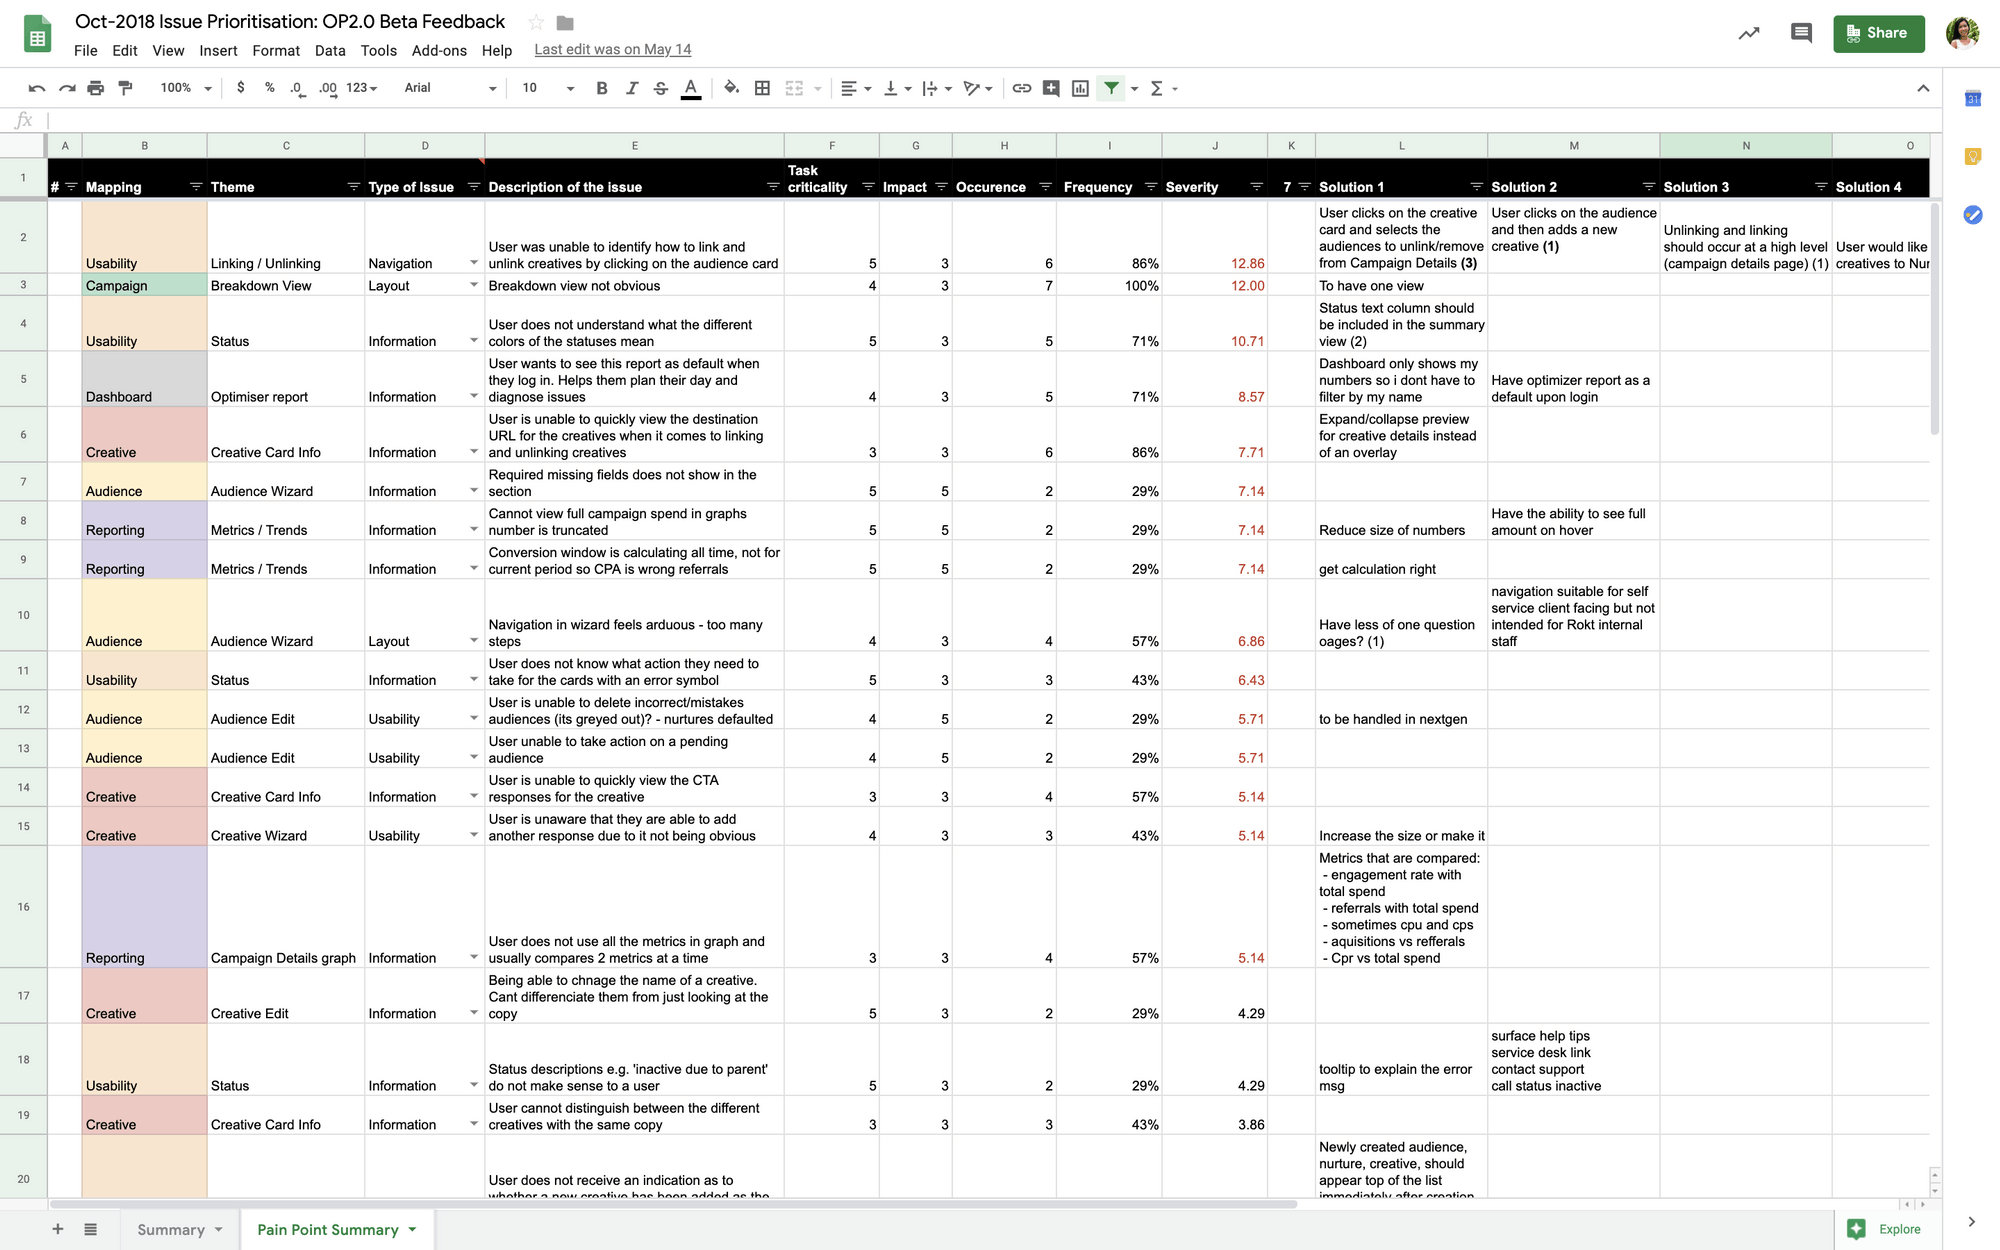 Oct-2018 Issue Prioritisation: OP2.0 Beta Feedback
File Edit View Insert Format Data Tools Add-ons Help Last edit was on May 14
Share
100% $ % .0 .00 123 Arial 10 B I S A Σ
31
fx
A B C D E F G H I J K L M N O
1 # Mapping Theme Type of Issue Description of the issue Task criticality Impact Occurence Frequency Severity 7 Solution 1 Solution 2 Solution 3 Solution 4
2 Usability Linking / Unlinking Navigation User was unable to identify how to link and unlink creatives by clicking on the audience card 5 3 6 86% 12.86 User clicks on the creative card and selects the audiences to unlink/remove from Campaign Details (3) User clicks on the audience and then adds a new creative (1) Unlinking and linking should occur at a high level (campaign details page) (1) User would like creatives to Nur
3 Campaign Breakdown View Layout Breakdown view not obvious 4 3 7 100% 12.00 To have one view
4 Usability Status Information User does not understand what the different colors of the statuses mean 5 3 5 71% 10.71 Status text column should be included in the summary view (2)
5 Dashboard Optimiser report Information User wants to see this report as default when they log in. Helps them plan their day and diagnose issues 4 3 5 71% 8.57 Dashboard only shows my numbers so i dont have to filter by my name Have optimizer report as a default upon login
6 Creative Creative Card Info Information User is unable to quickly view the destination URL for the creatives when it comes to linking and unlinking creatives 3 3 6 86% 7.71 Expand/collapse preview for creative details instead of an overlay
7 Audience Audience Wizard Information Required missing fields does not show in the section 5 5 2 29% 7.14
8 Reporting Metrics / Trends Information Cannot view full campaign spend in graphs number is truncated 5 5 2 29% 7.14 Reduce size of numbers Have the ability to see full amount on hover
9 Reporting Metrics / Trends Information Conversion window is calculating all time, not for current period so CPA is wrong referrals 5 5 2 29% 7.14 get calculation right
10 Audience Audience Wizard Layout Navigation in wizard feels arduous - too many steps 4 3 4 57% 6.86 Have less of one question oages? (1) navigation suitable for self service client facing but not intended for Rokt internal staff
11 Usability Status Information User does not know what action they need to take for the cards with an error symbol 5 3 3 43% 6.43
12 Audience Audience Edit Usability User is unable to delete incorrect/mistakes audiences (its greyed out)? - nurtures defaulted 4 5 2 29% 5.71 to be handled in nextgen
13 Audience Audience Edit Usability User unable to take action on a pending audience 4 5 2 29% 5.71
14 Creative Creative Card Info Information User is unable to quickly view the CTA responses for the creative 3 3 4 57% 5.14
15 Creative Creative Wizard Usability User is unaware that they are able to add another response due to it not being obvious 4 3 3 43% 5.14 Increase the size or make it
16 Reporting Campaign Details graph Information User does not use all the metrics in graph and usually compares 2 metrics at a time 3 3 4 57% 5.14 Metrics that are compared: - engagement rate with total spend - referrals with total spend - sometimes cpu and cps - aquisitions vs refferals - Cpr vs total spend
17 Creative Creative Edit Information Being able to chnage the name of a creative. Cant differenciate them from just looking at the copy 5 3 2 29% 4.29
18 Usability Status Information Status descriptions e.g. 'inactive due to parent' do not make sense to a user 5 3 2 29% 4.29 tooltip to explain the error msg surface help tips service desk link contact support call status inactive
19 Creative Creative Card Info Information User cannot distinguish between the different creatives with the same copy 3 3 3 43% 3.86
20 User does not receive an indication as to whether a new creative has been added as the Newly created audience, nurture, creative, should appear top of the list immediately after creation
+ Summary Pain Point Summary Explore